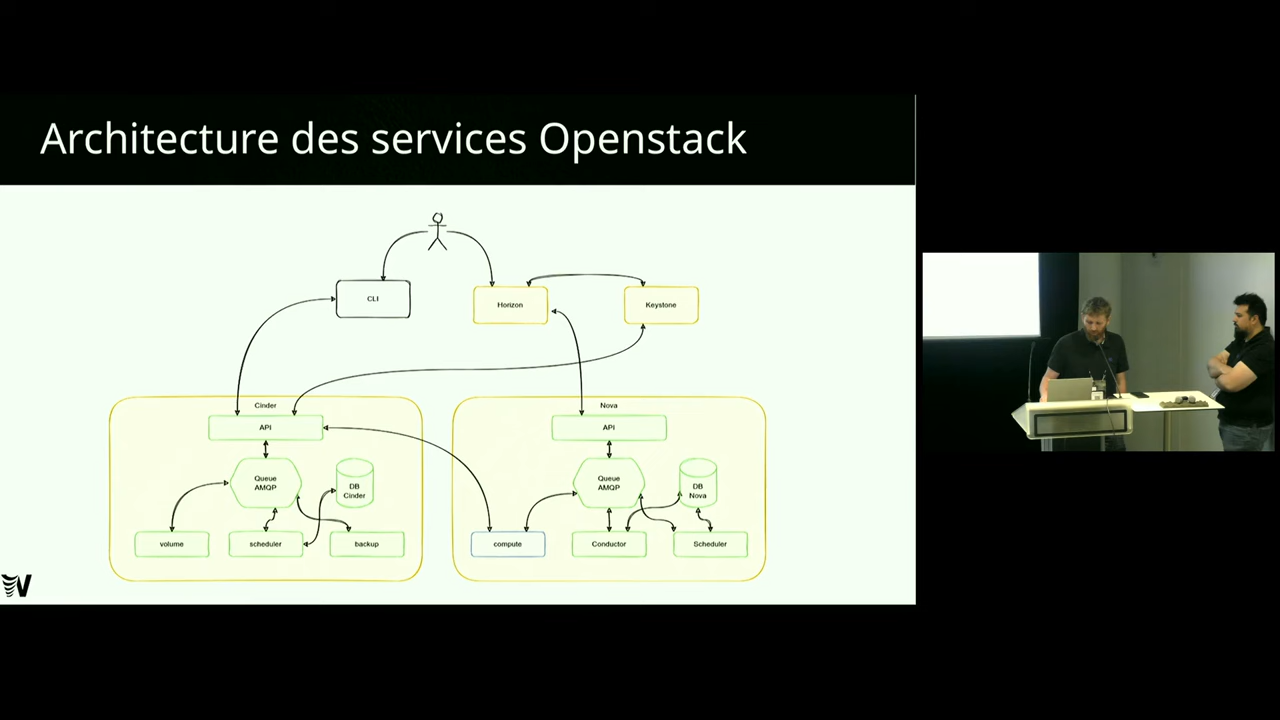 Architecture des services Openstack
CLI
Horizon
Keystone
Cinder
API
Queue
AMQP
DB
Cinder
volume
scheduler
backup
Nova
API
Queue
AMQP
DB
Nova
compute
Conductor
Scheduler